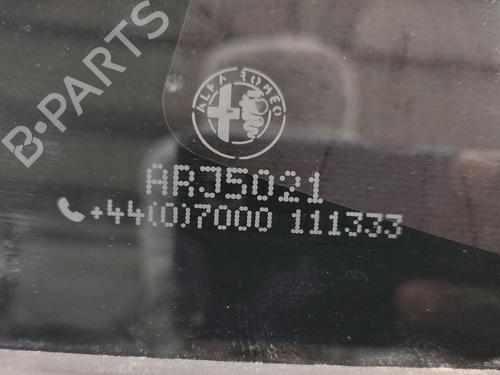 B-PARTS
ALFA ROMEO
ARJ5021
+44(0)7000 111333